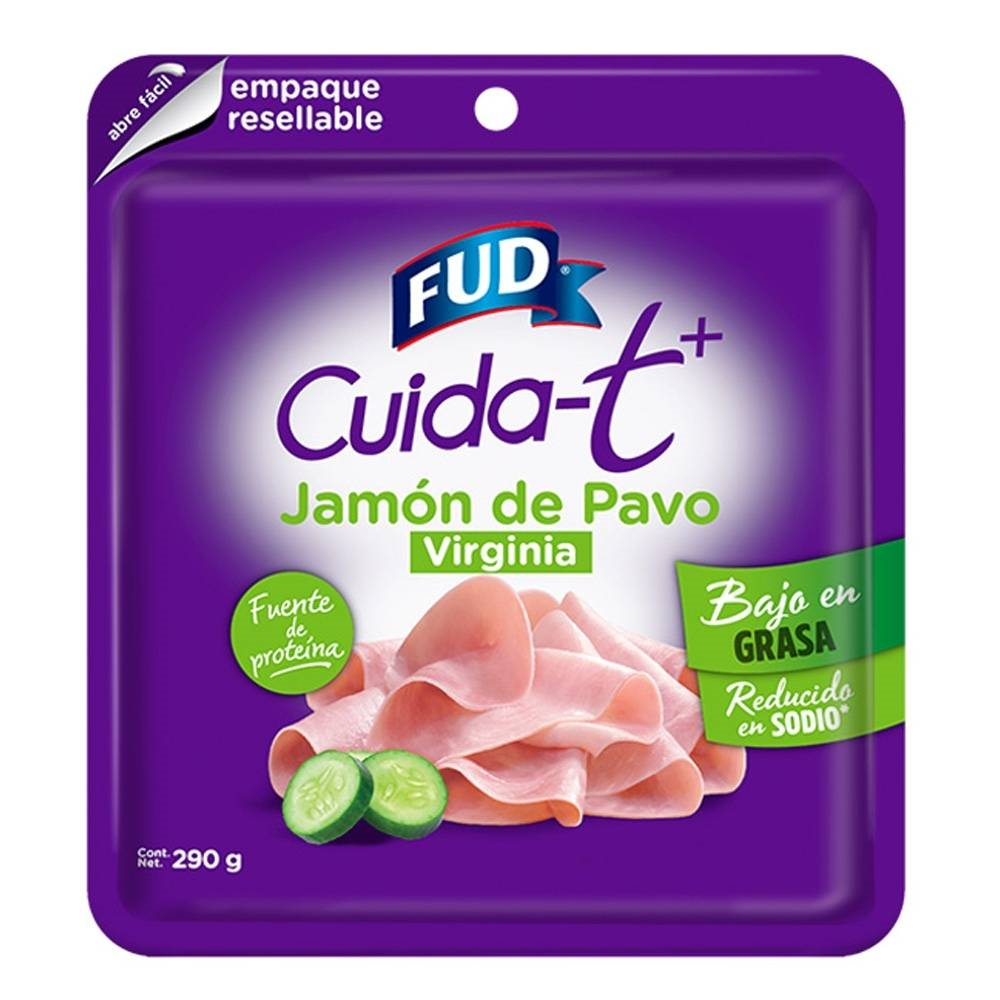 abre fácil
empaque
resellable
FUD®
Cuida-t+
Jamón de Pavo
Virginia
Fuente
de
proteína
Bajo en
GRASA
Reducido
en SODIO*
Cont.
Net. 290 g